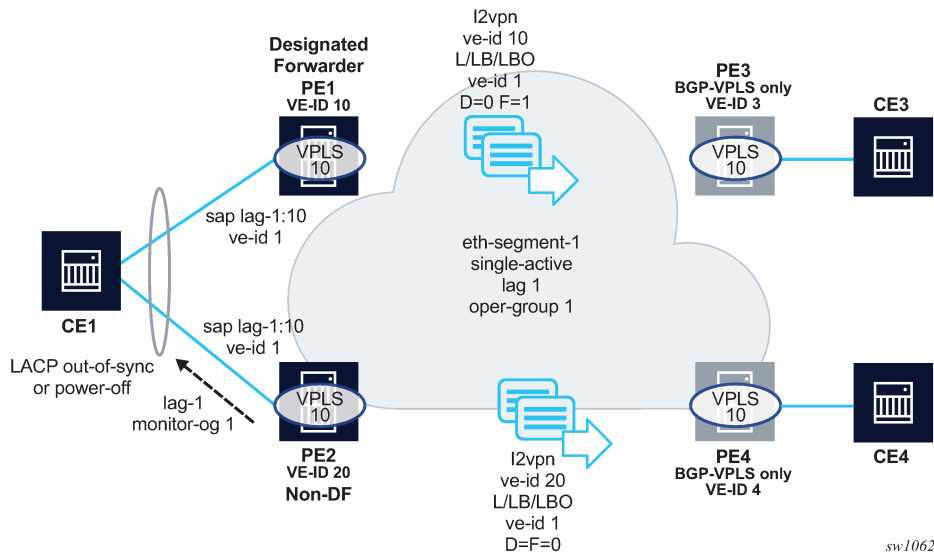 I2vpn
ve-id 10
L/LB/LBO
ve-id 1
D=0 F=1
Designated
Forwarder
PE1
VE-ID 10
VPLS
10
PE3
BGP-VPLS only
VE-ID 3
VPLS
10
CE3
sap lag-1:10
ve-id 1
eth-segment-1
single-active
lag 1
oper-group 1
CE1
sap lag-1:10
ve-id 1
LACP out-of-sync
or power-off
lag-1
monitor-og 1
VPLS
10
PE2
VE-ID 20
Non-DF
I2vpn
ve-id 20
L/LB/LBO
ve-id 1
D=F=0
VPLS
10
PE4
BGP-VPLS only
VE-ID 4
CE4
sw1062